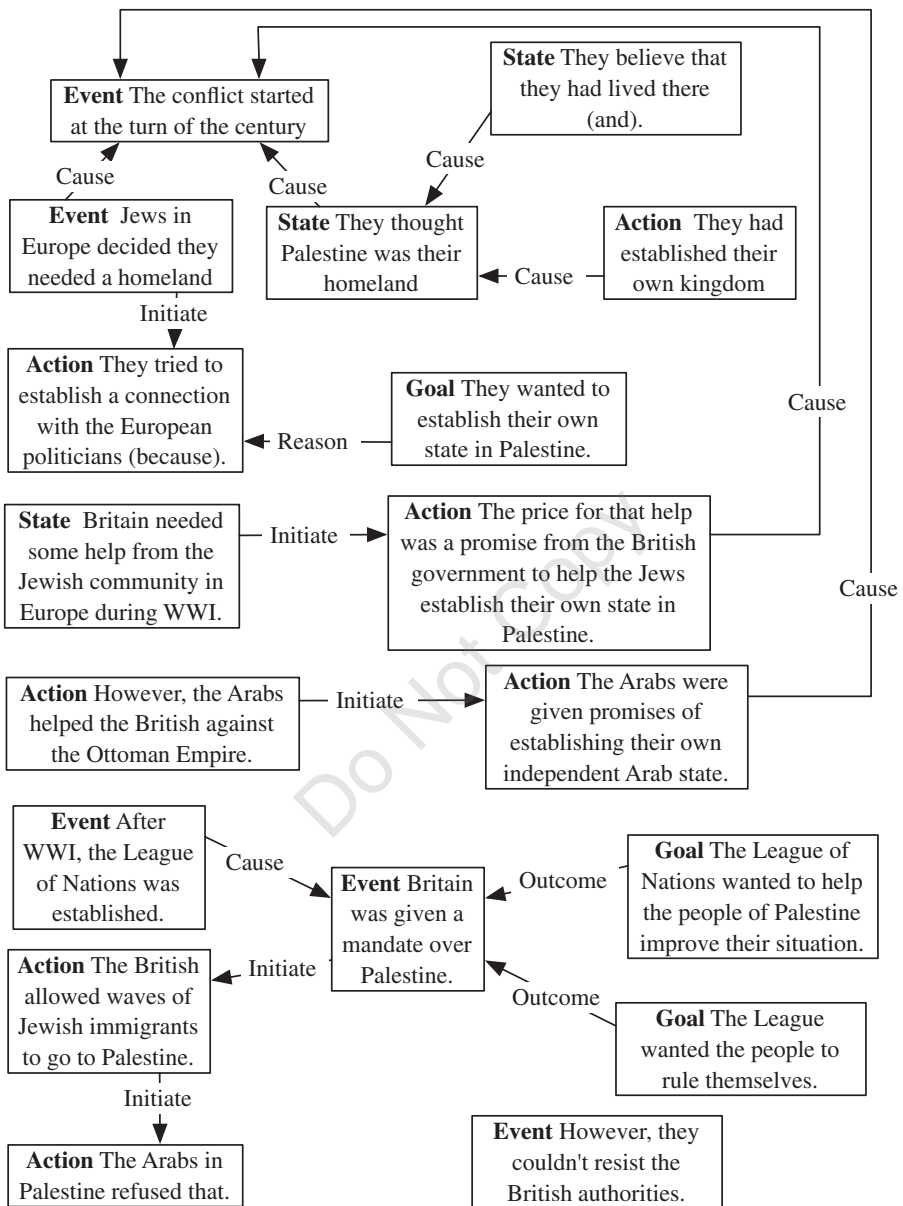 State They believe that
they had lived there
(and).
Event The conflict started
at the turn of the century
Cause
Cause
Cause
Event Jews in
Europe decided they
needed a homeland
State They thought
Palestine was their
homeland
Cause
Action They had
established their
own kingdom
Initiate
Action They tried to
establish a connection
with the European
politicians (because).
Reason
Goal They wanted to
establish their own
state in Palestine.
Cause
State Britain needed
some help from the
Jewish community in
Europe during WWI.
Initiate
Action The price for that help
was a promise from the British
government to help the Jews
establish their own state in
Palestine.
Cause
Action However, the Arabs
helped the British against
the Ottoman Empire.
Initiate
Action The Arabs were
given promises of
establishing their own
independent Arab state.
Do Not Copy
Event After
WWI, the League
of Nations was
established.
Cause
Event Britain
was given a
mandate over
Palestine.
Outcome
Goal The League of
Nations wanted to help
the people of Palestine
improve their situation.
Initiate
Action The British
allowed waves of
Jewish immigrants
to go to Palestine.
Outcome
Goal The League
wanted the people to
rule themselves.
Initiate
Action The Arabs in
Palestine refused that.
Event However, they
couldn't resist the
British authorities.